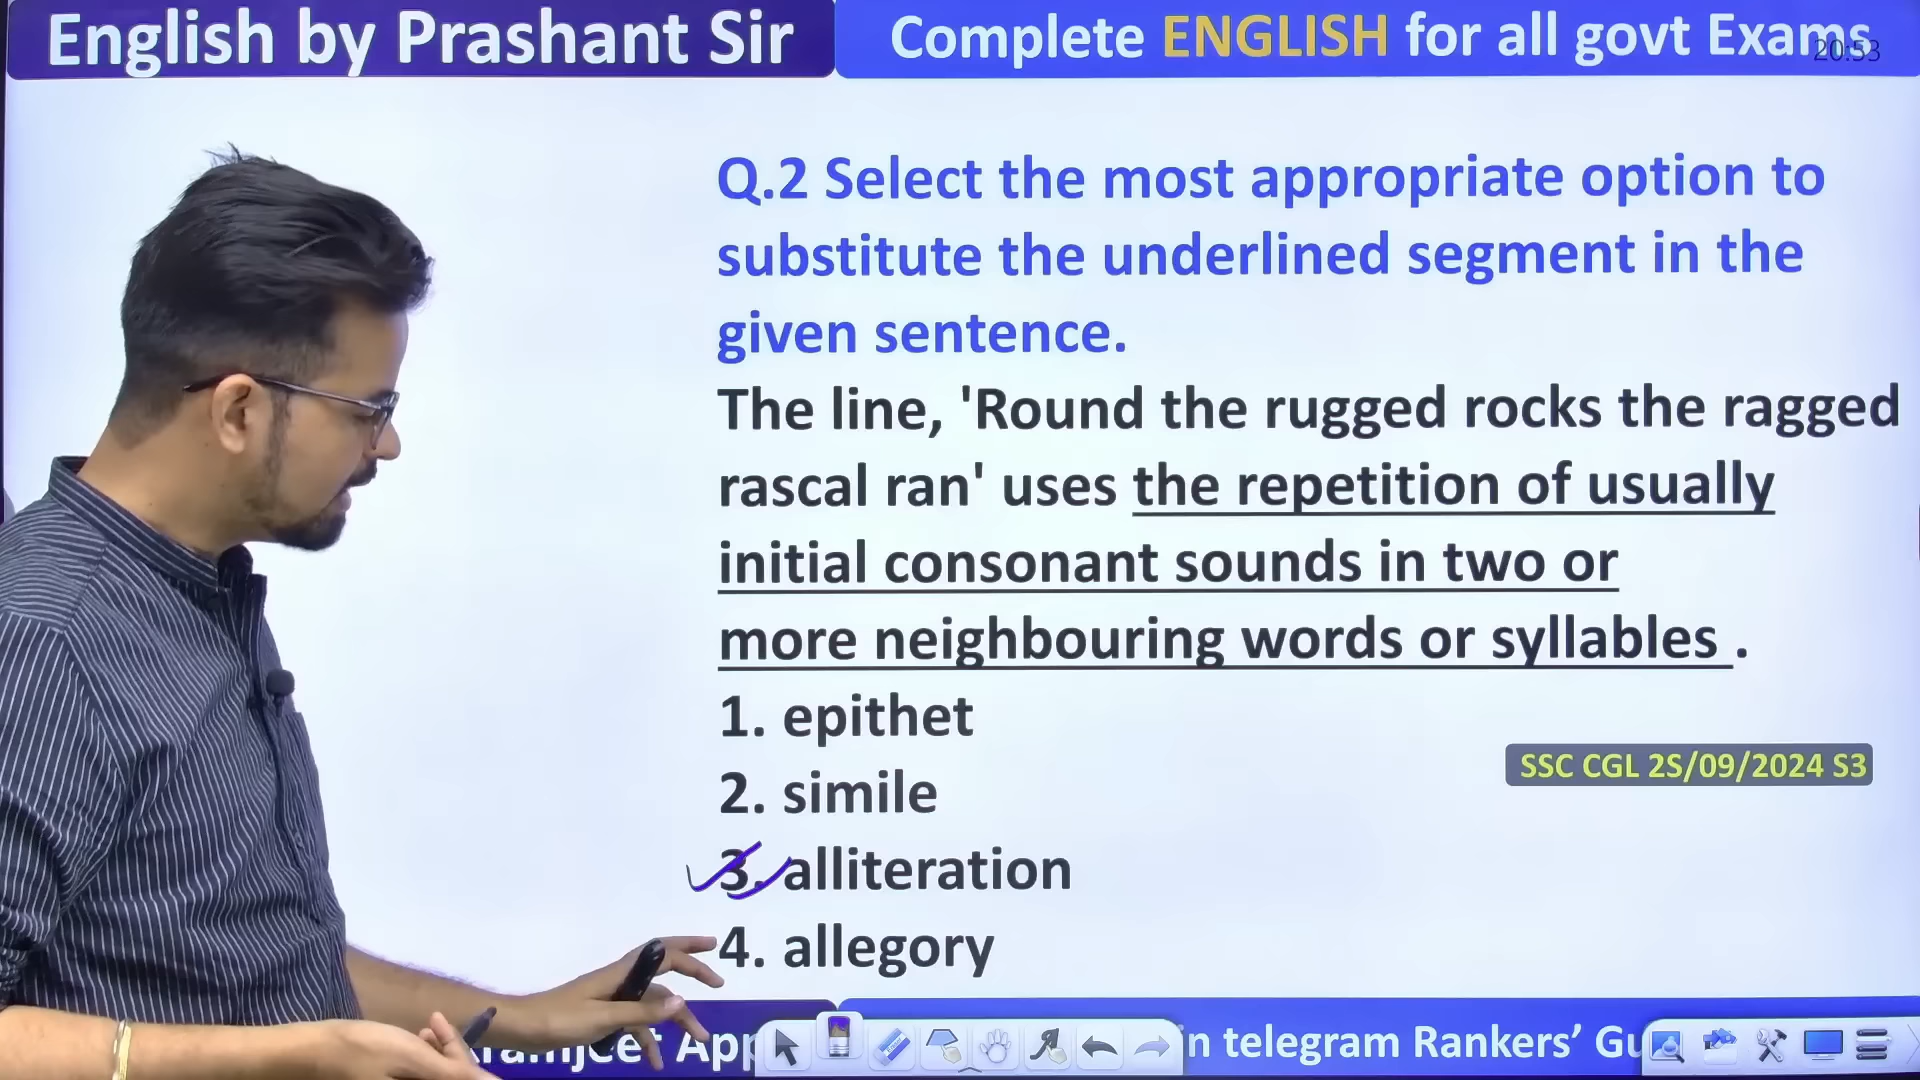 English by Prashant Sir
Complete ENGLISH for all govt Exams
20:53
Q.2 Select the most appropriate option to
substitute the underlined segment in the
given sentence.
The line, 'Round the rugged rocks the ragged
rascal ran' uses the repetition of usually
initial consonant sounds in two or
more neighbouring words or syllables .
1. epithet
2. simile
3. alliteration
4. allegory
SSC CGL 2S/09/2024 S3
in telegram Rankers’ Gu